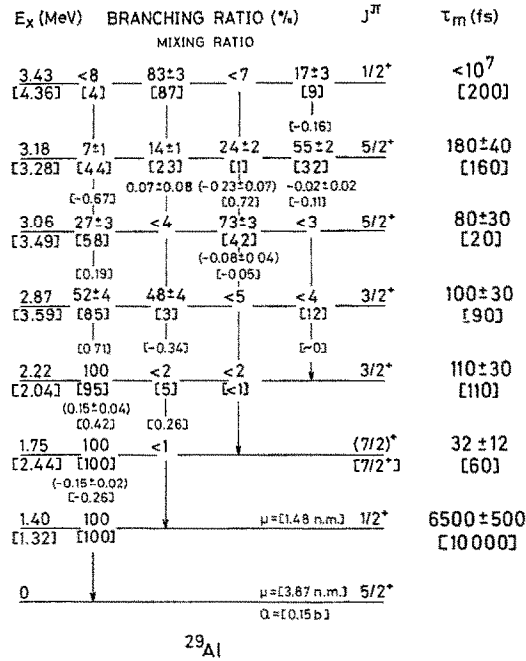 Ex (MeV) BRANCHING RATIO (%) J^π τm (fs)
MIXING RATIO
3.43 <8 83±3 <7 17±3 1/2+ <10^7
[4.36] [4] [87] [9] [200]
[-0.16]
3.18 7±1 14±1 24±2 55±2 5/2+ 180±40
[3.28] [44] [23] [1] [32] [160]
0.07±0.08 (-0.23±0.07) -0.02±0.02
[-0.67] [0.72] [-0.11]
3.06 27±3 <4 73±3 <3 5/2+ 80±30
[3.49] [58] [42] [20]
(-0.08±0.04)
[0.19] [-0.05]
2.87 52±4 48±4 <5 <4 3/2+ 100±30
[3.59] [85] [3] [12] [90]
[0.71] [-0.34] [~0]
2.22 100 <2 <2 3/2+ 110±30
[2.04] [95] [5] [<1] [110]
(0.15±0.04)
[0.42] [0.26]
1.75 100 <1 (7/2)+ 32±12
[2.44] [100] [7/2+] [60]
(-0.15±0.02)
[-0.26]
1.40 100 μ=[1.48 n.m.] 1/2+ 6500±500
[1.32] [100] [10000]
0 μ=[3.87 n.m.] 5/2+
Q=[0.15b]
29Al